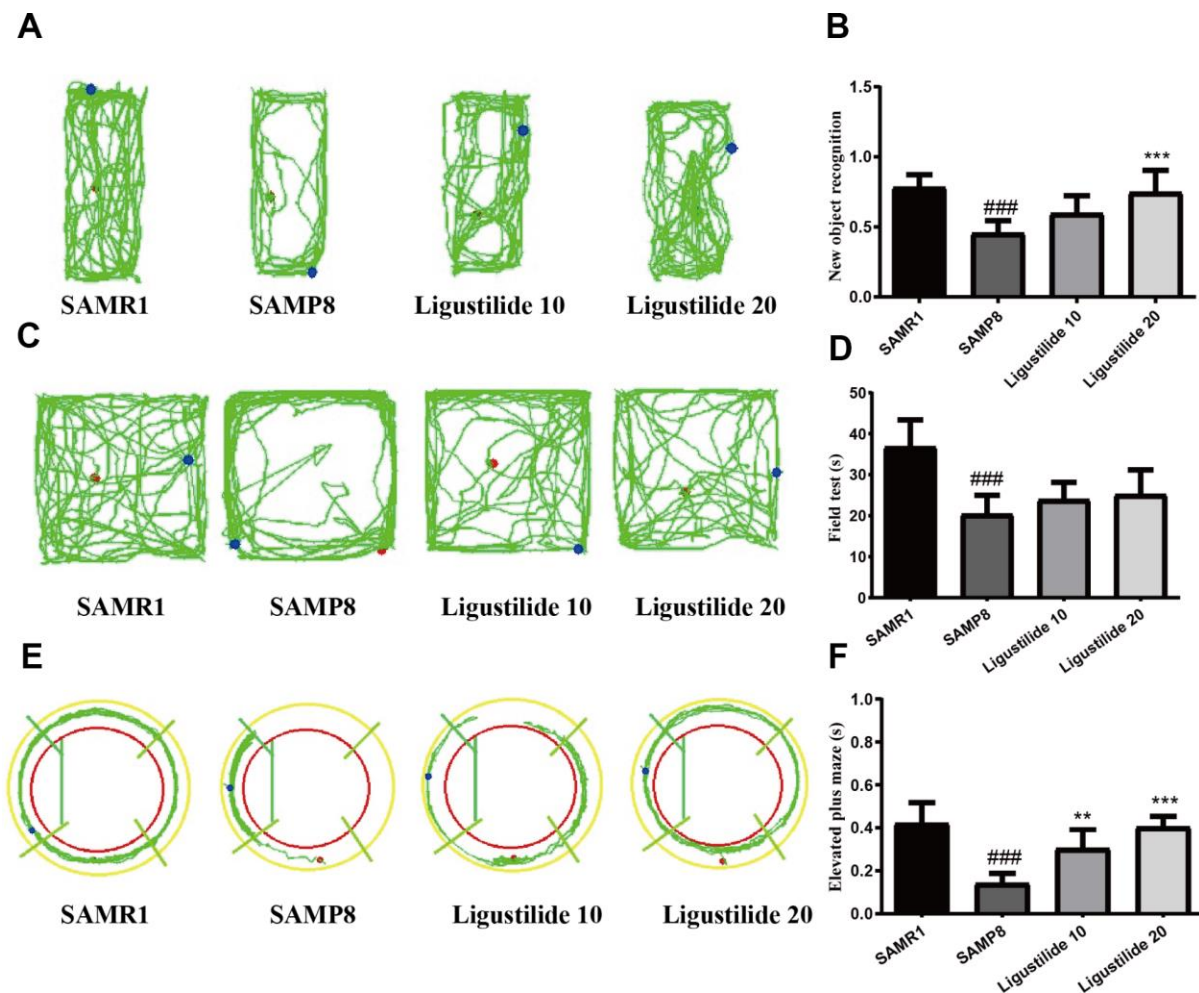 A
SAMR1
SAMP8
Ligustilide 10
Ligustilide 20
B
New object recognition
1.5
1.0
0.5
0.0
###
***
SAMR1
SAMP8
Ligustilide 10
Ligustilide 20
C
SAMR1
SAMP8
Ligustilide 10
Ligustilide 20
D
Field test (s)
50
40
30
20
10
0
###
SAMR1
SAMP8
Ligustilide 10
Ligustilide 20
E
SAMR1
SAMP8
Ligustilide 10
Ligustilide 20
F
Elevated plus maze (s)
1.0
0.8
0.6
0.4
0.2
0.0
###
**
***
SAMR1
SAMP8
Ligustilide 10
Ligustilide 20